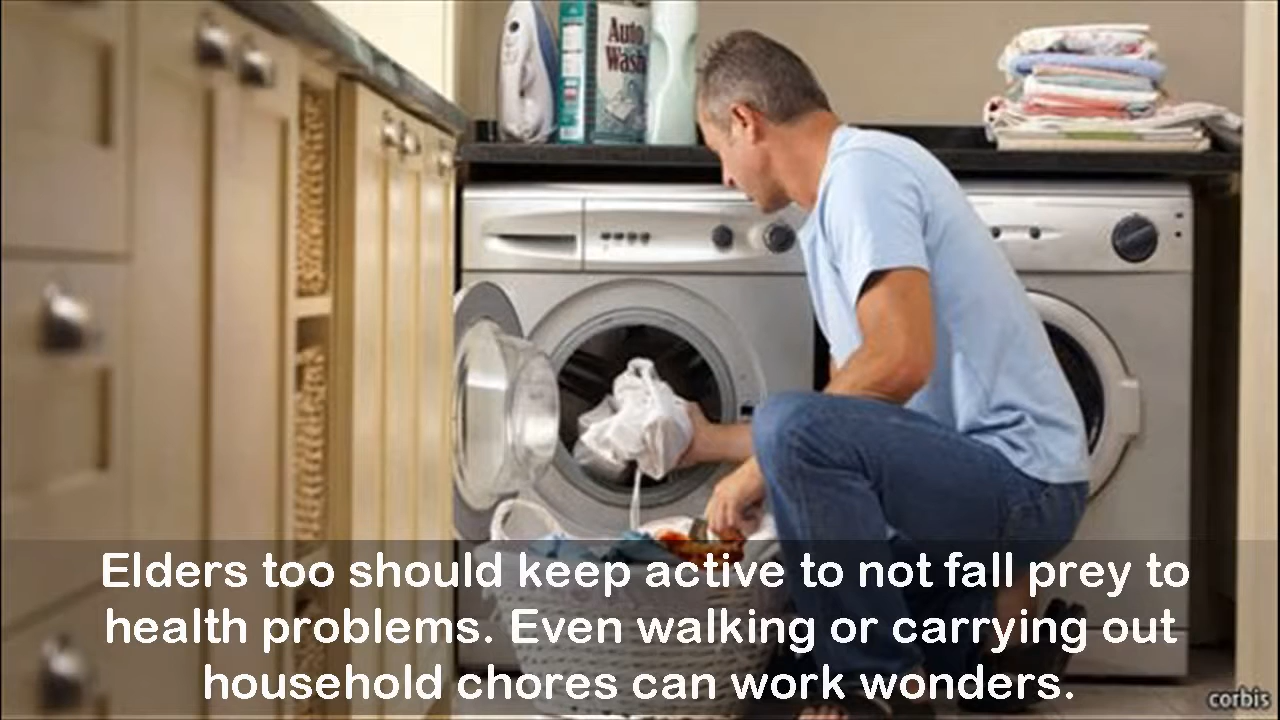 Auto
Wash
Elders too should keep active to not fall prey to
health problems. Even walking or carrying out
household chores can work wonders.
corbis